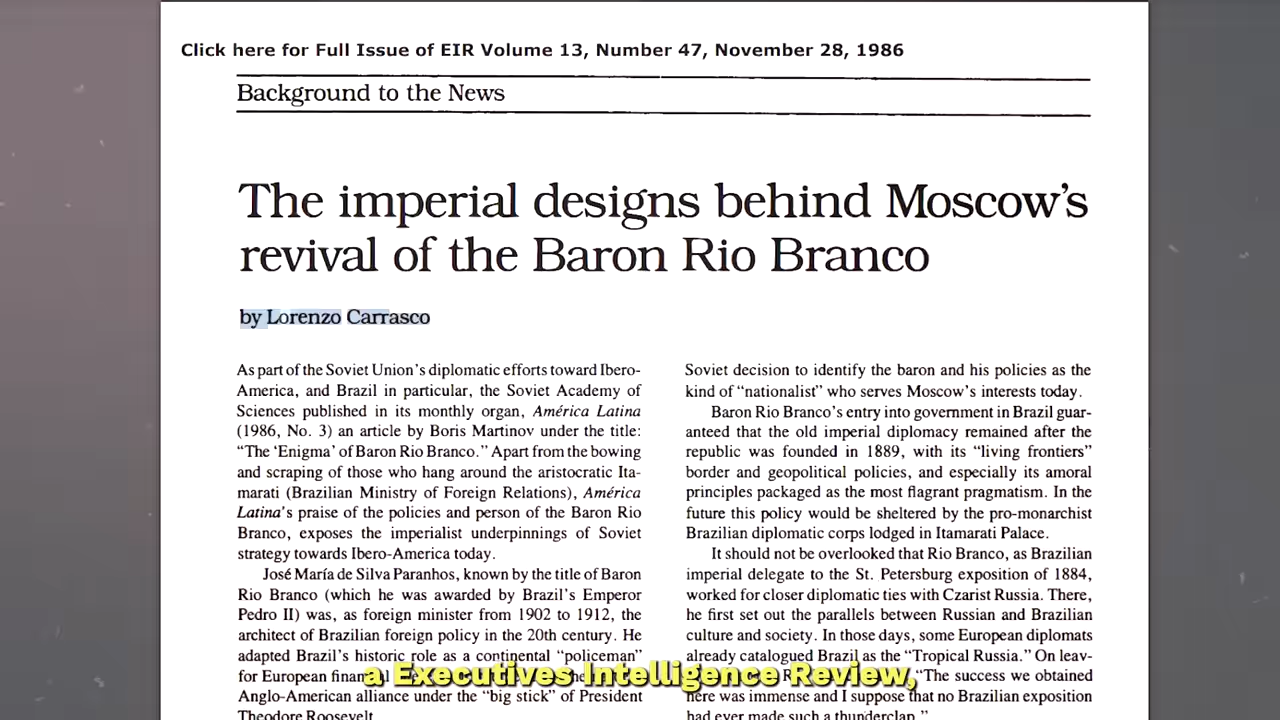 Click here for Full Issue of EIR Volume 13, Number 47, November 28, 1986
Background to the News
The imperial designs behind Moscow's
revival of the Baron Rio Branco
by Lorenzo Carrasco
As part of the Soviet Union's diplomatic efforts toward Ibero-
America, and Brazil in particular, the Soviet Academy of
Sciences published in its monthly organ, América Latina
(1986, No. 3) an article by Boris Martinov under the title:
"The 'Enigma' of Baron Rio Branco." Apart from the bowing
and scraping of those who hang around the aristocratic Ita-
marati (Brazilian Ministry of Foreign Relations), América
Latina's praise of the policies and person of the Baron Rio
Branco, exposes the imperialist underpinnings of Soviet
strategy towards Ibero-America today.
José María de Silva Paranhos, known by the title of Baron
Rio Branco (which he was awarded by Brazil's Emperor
Pedro II) was, as foreign minister from 1902 to 1912, the
architect of Brazilian foreign policy in the 20th century. He
adapted Brazil's historic role as a continental "policeman"
for European
Anglo-American alliance under the "big stick" of President
Theodore Roosevelt.
Soviet decision to identify the baron and his policies as the
kind of "nationalist" who serves Moscow's interests today.
Baron Rio Branco's entry into government in Brazil guar-
anteed that the old imperial diplomacy remained after the
republic was founded in 1889, with its "living frontiers"
border and geopolitical policies, and especially its amoral
principles packaged as the most flagrant pragmatism. In the
future this policy would be sheltered by the pro-monarchist
Brazilian diplomatic corps lodged in Itamarati Palace.
It should not be overlooked that Rio Branco, as Brazilian
imperial delegate to the St. Petersburg exposition of 1884,
worked for closer diplomatic ties with Czarist Russia. There,
he first set out the parallels between Russian and Brazilian
culture and society. In those days, some European diplomats
already catalogued Brazil as the "Tropical Russia." On leav-
"The success we obtained
here was immense and I suppose that no Brazilian exposition
had ever made such a thunderclap."
a Executives Intelligence Review,